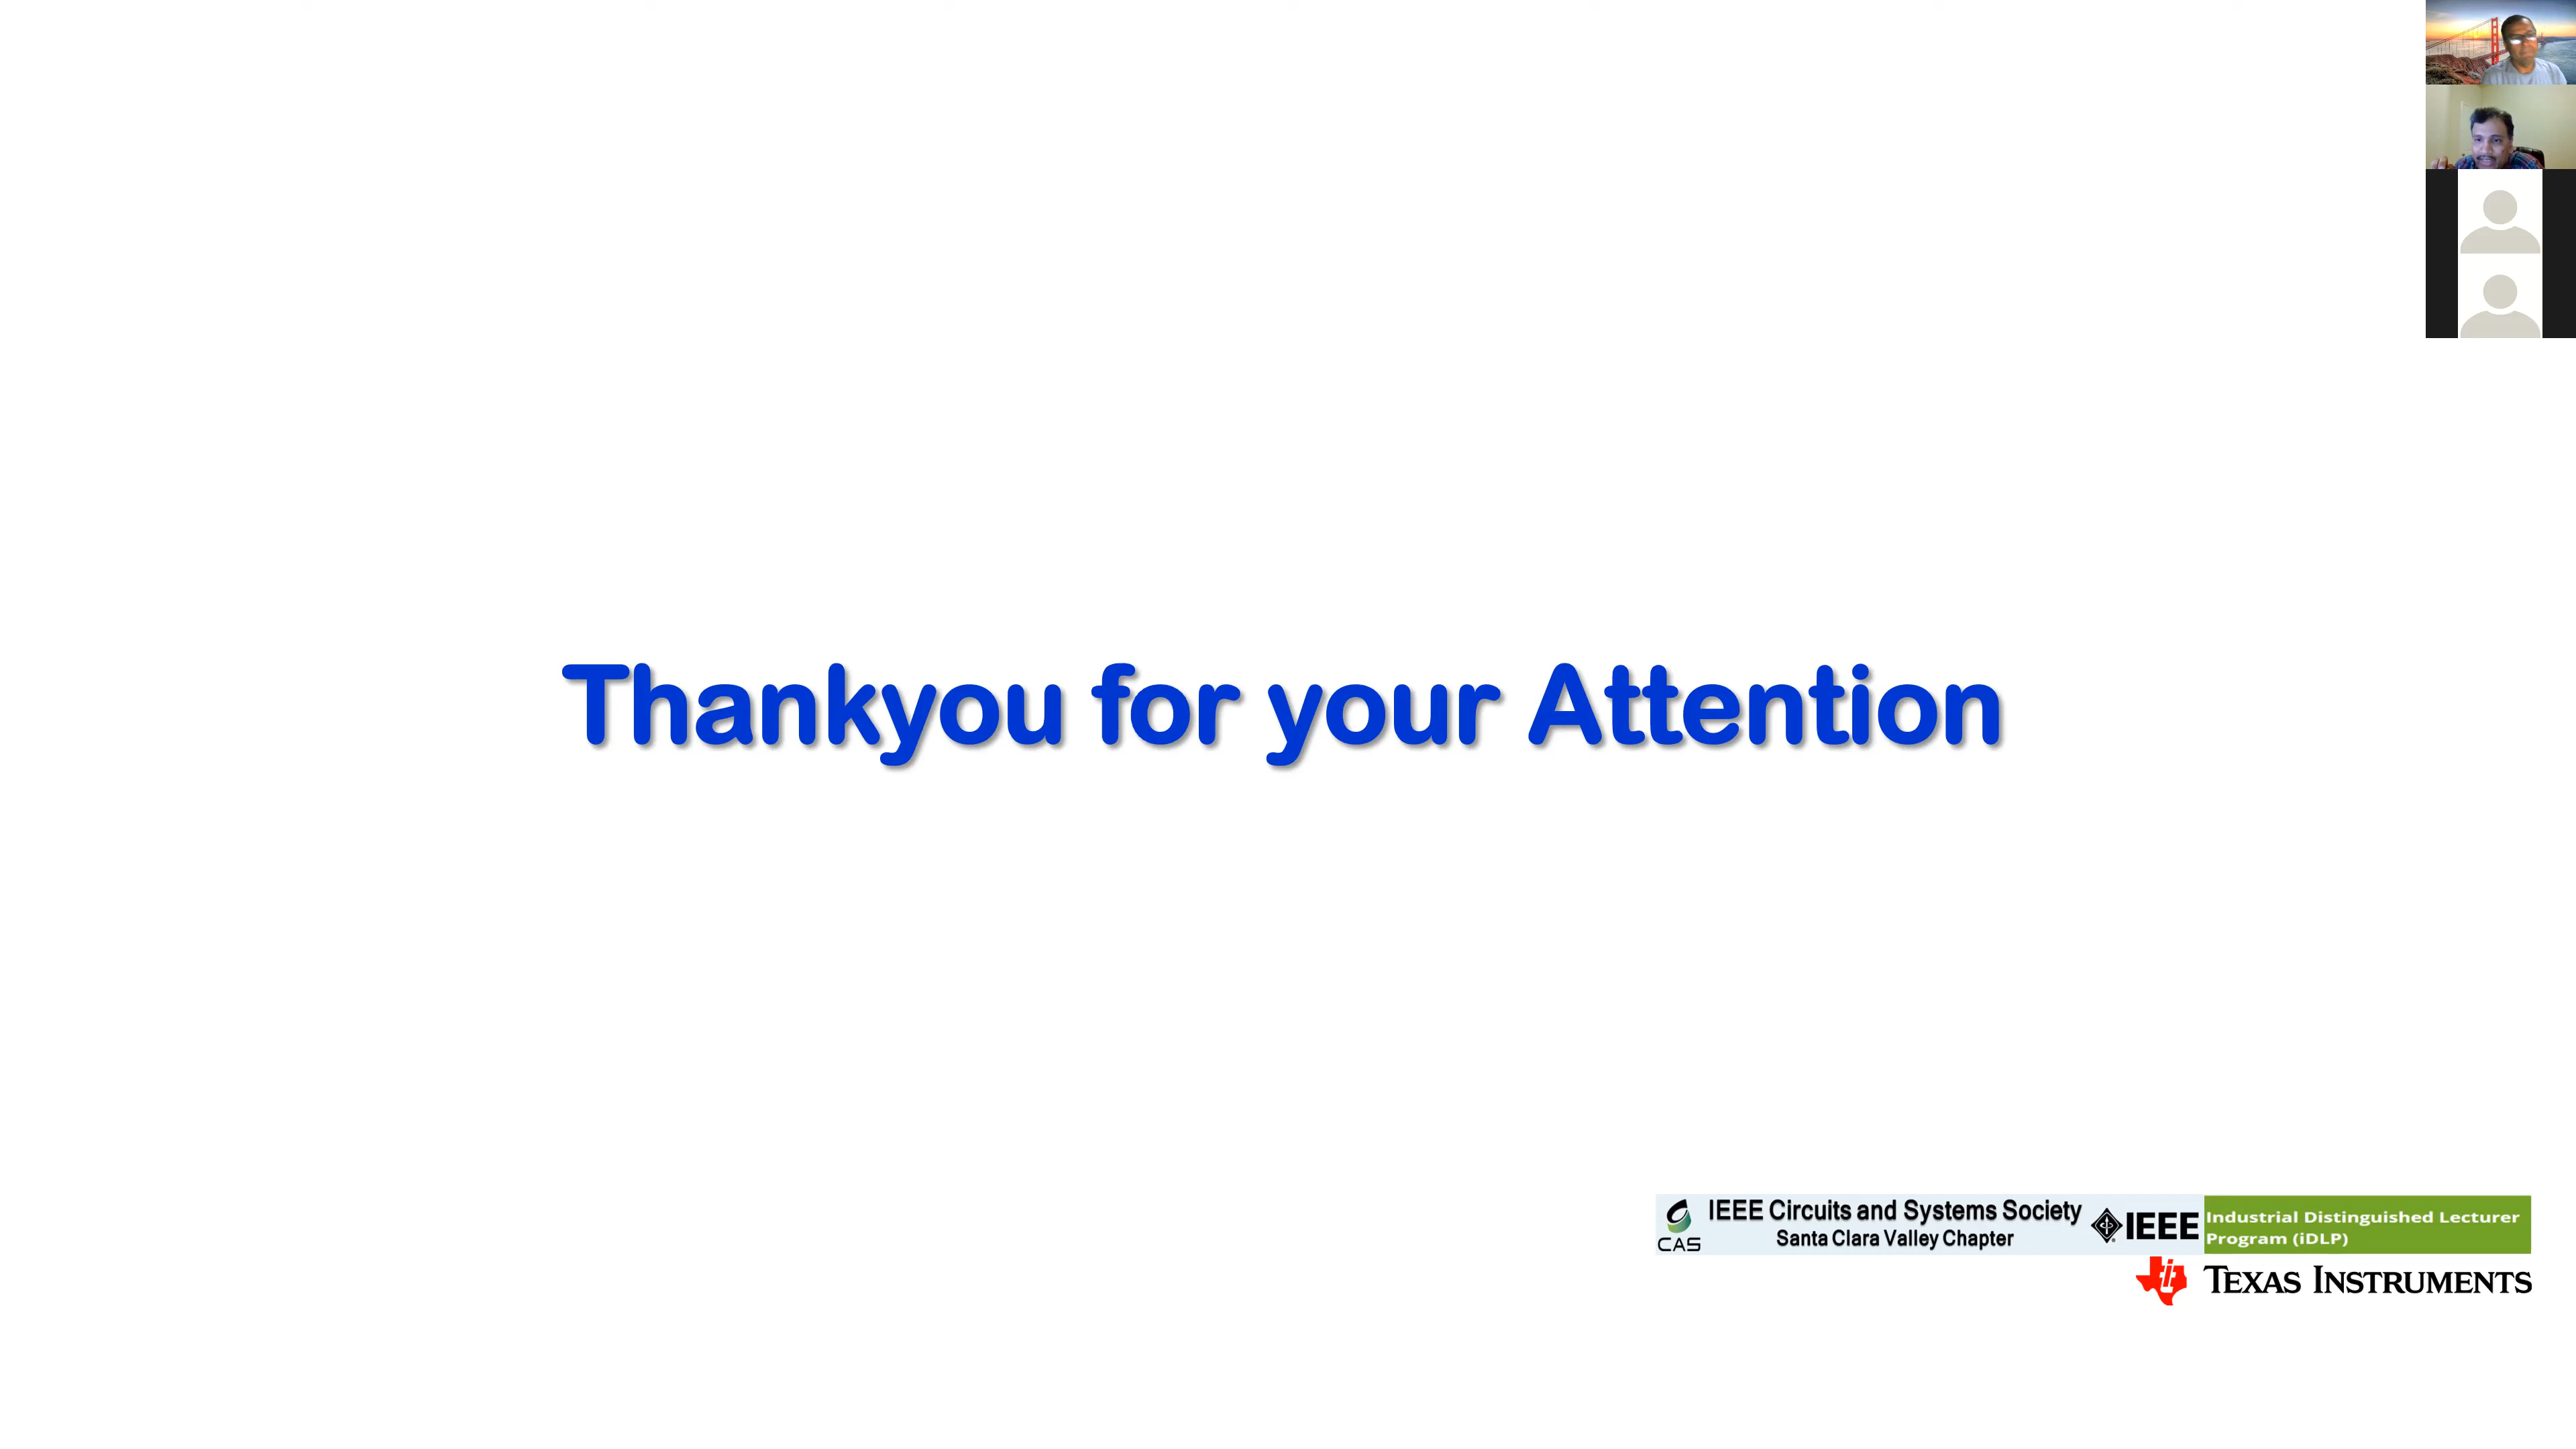 Thankyou for your Attention
CAS
IEEE Circuits and Systems Society
Santa Clara Valley Chapter
IEEE
Industrial Distinguished Lecturer
Program (iDLP)
TEXAS INSTRUMENTS